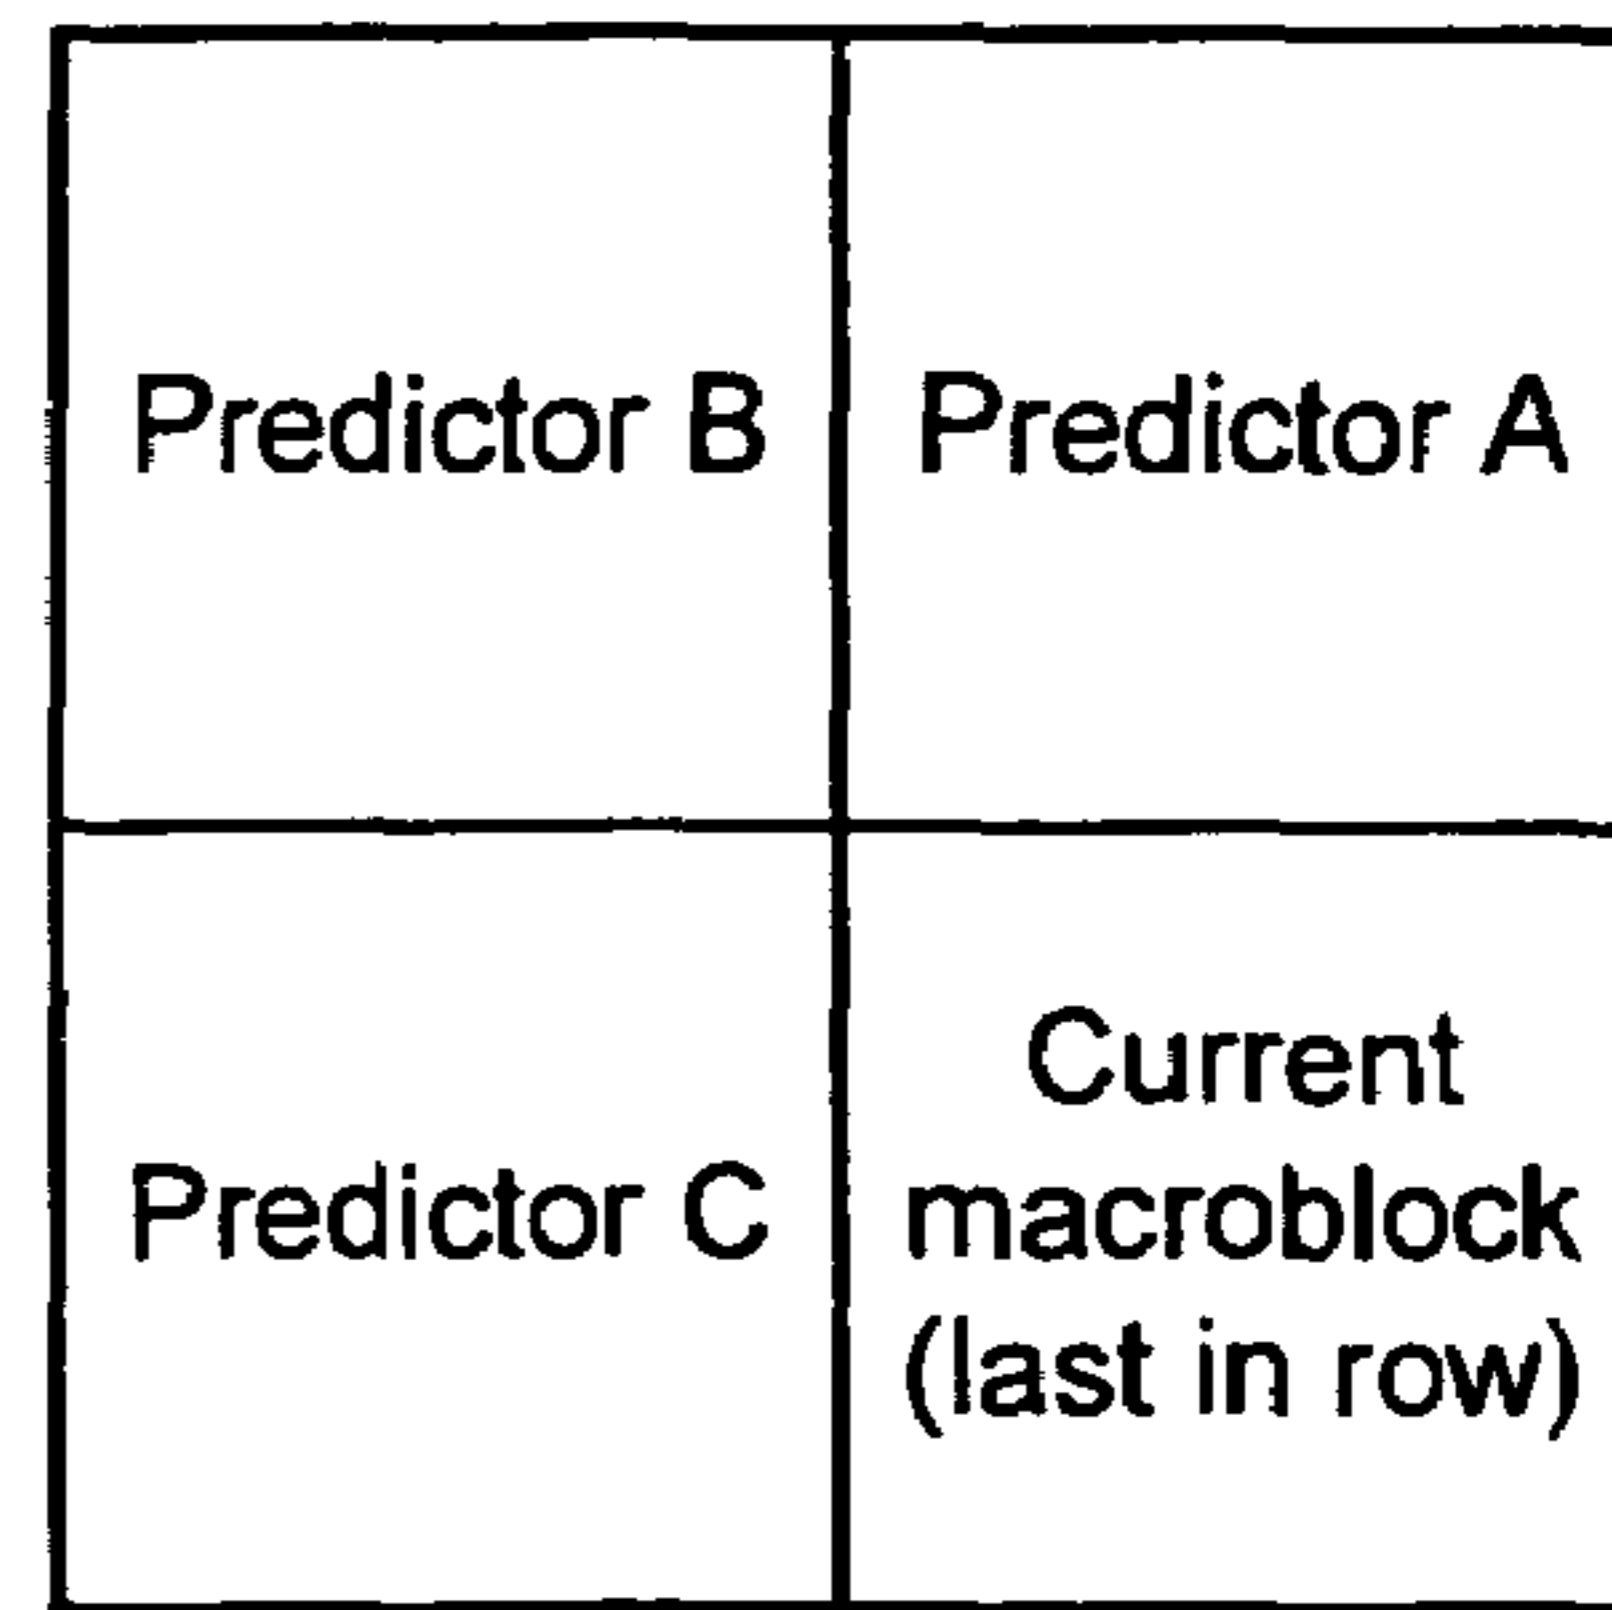 Predictor B
Predictor A
Predictor C
Current
macroblock
(last in row)